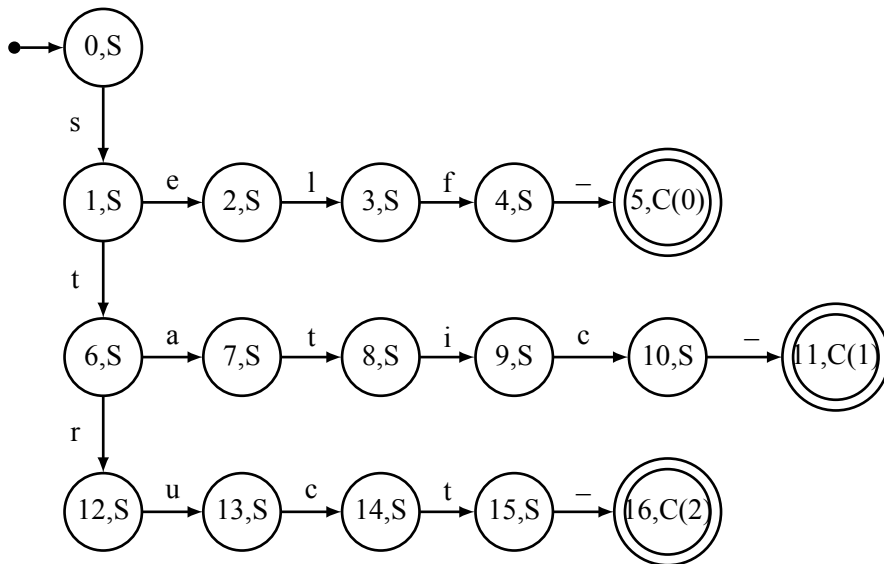 0,S
s
e l f –
1,S 2,S 3,S 4,S 5,C(0)
t
a t i c –
6,S 7,S 8,S 9,S 10,S 11,C(1)
r
u c t –
12,S 13,S 14,S 15,S 16,C(2)